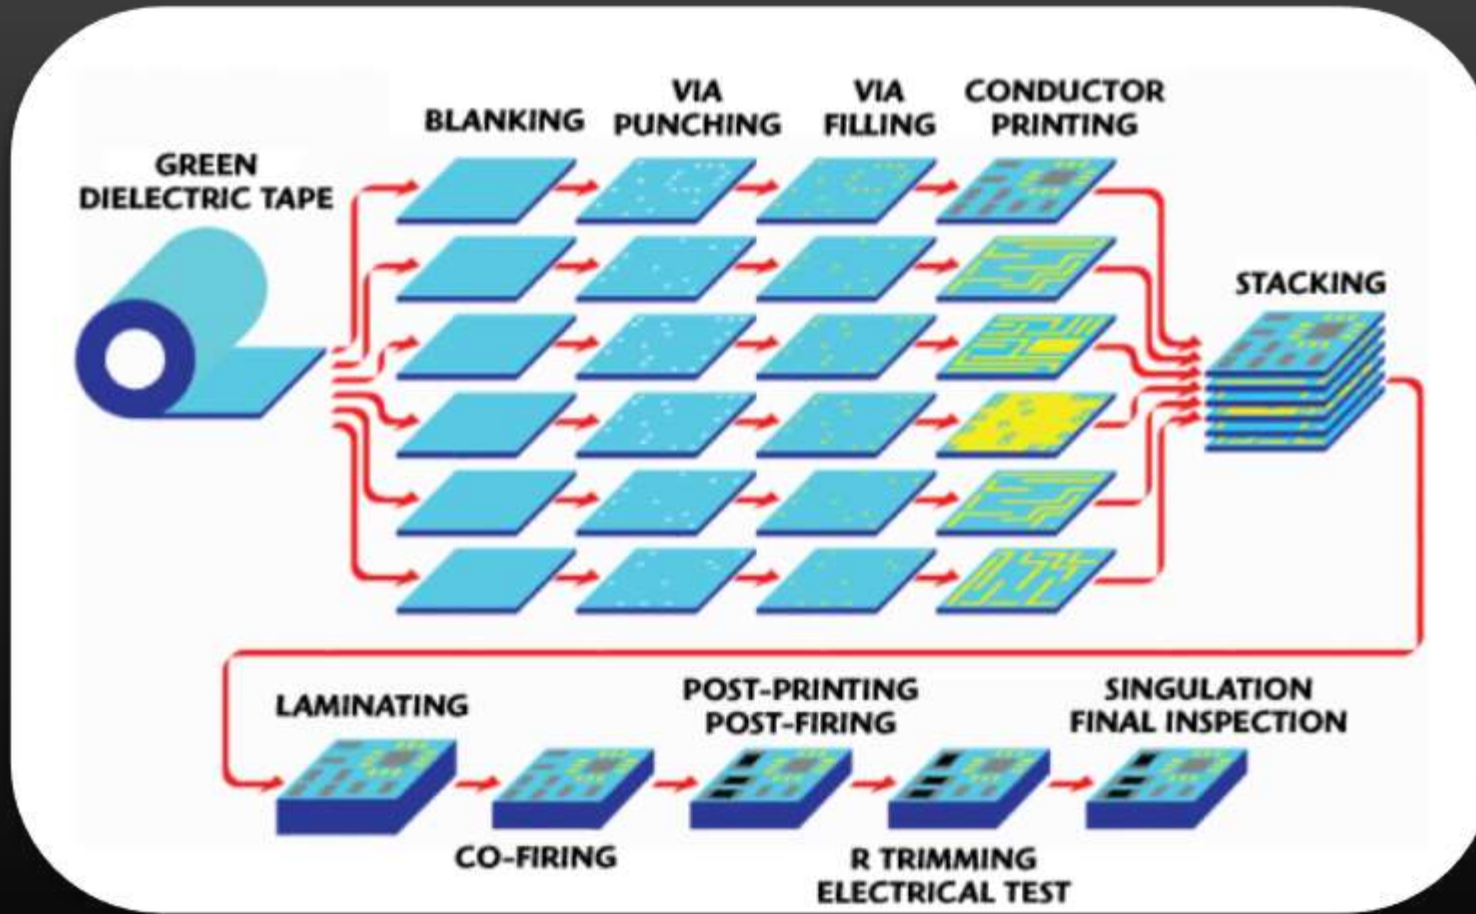 GREEN
DIELECTRIC TAPE
BLANKING
VIA
PUNCHING
VIA
FILLING
CONDUCTOR
PRINTING
STACKING
LAMINATING
CO-FIRING
POST-PRINTING
POST-FIRING
R TRIMMING
ELECTRICAL TEST
SINGULATION
FINAL INSPECTION